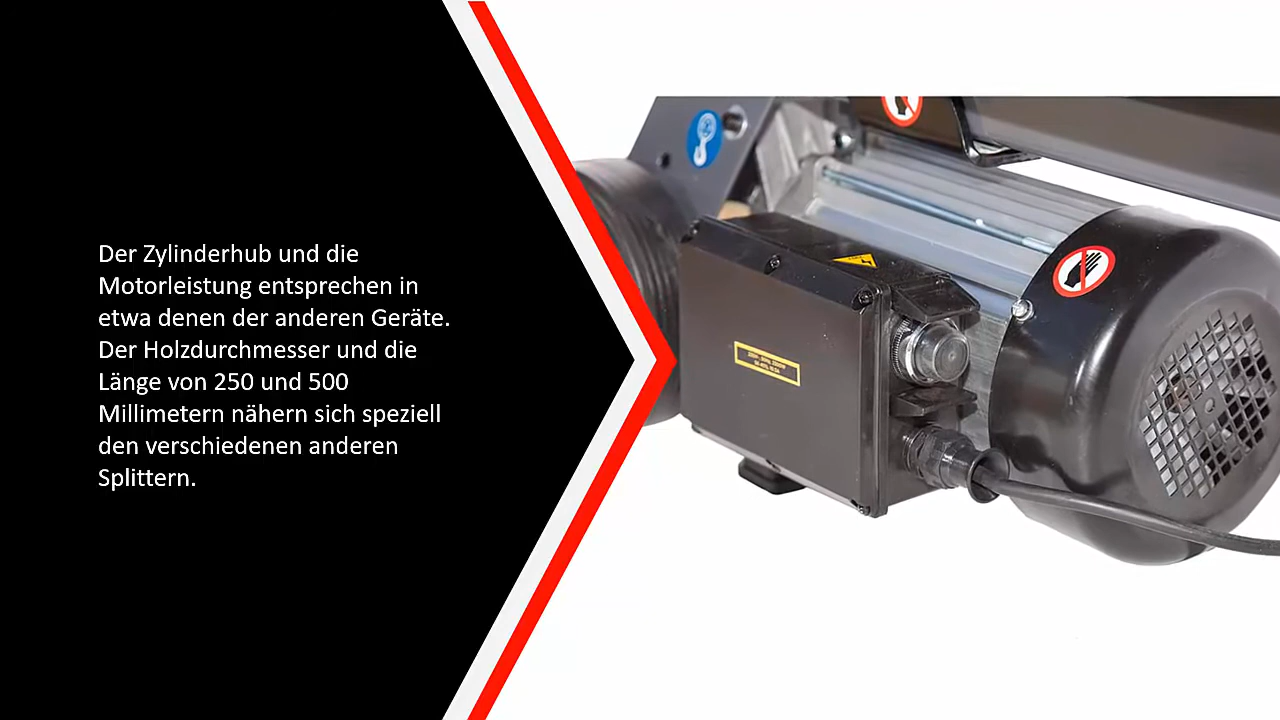 Der Zylinderhub und die
Motorleistung entsprechen in
etwa denen der anderen Geräte.
Der Holzdurchmesser und die
Länge von 250 und 500
Millimetern nähern sich speziell
den verschiedenen anderen
Splittern.